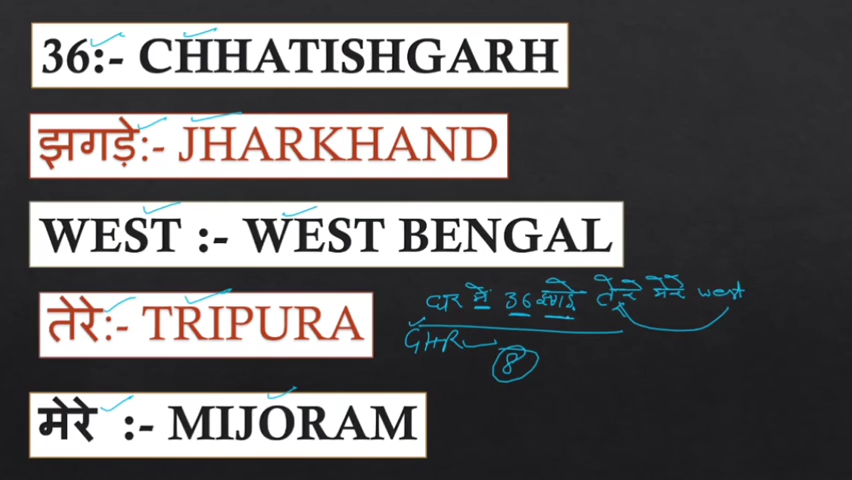 36:- CHHATISHGARH
झगड़े:- JHARKHAND
WEST :- WEST BENGAL
घर में 36 झगड़े तेरे मेरे west
तेरे:- TRIPURA
GHR
8
मेरे :- MIJORAM